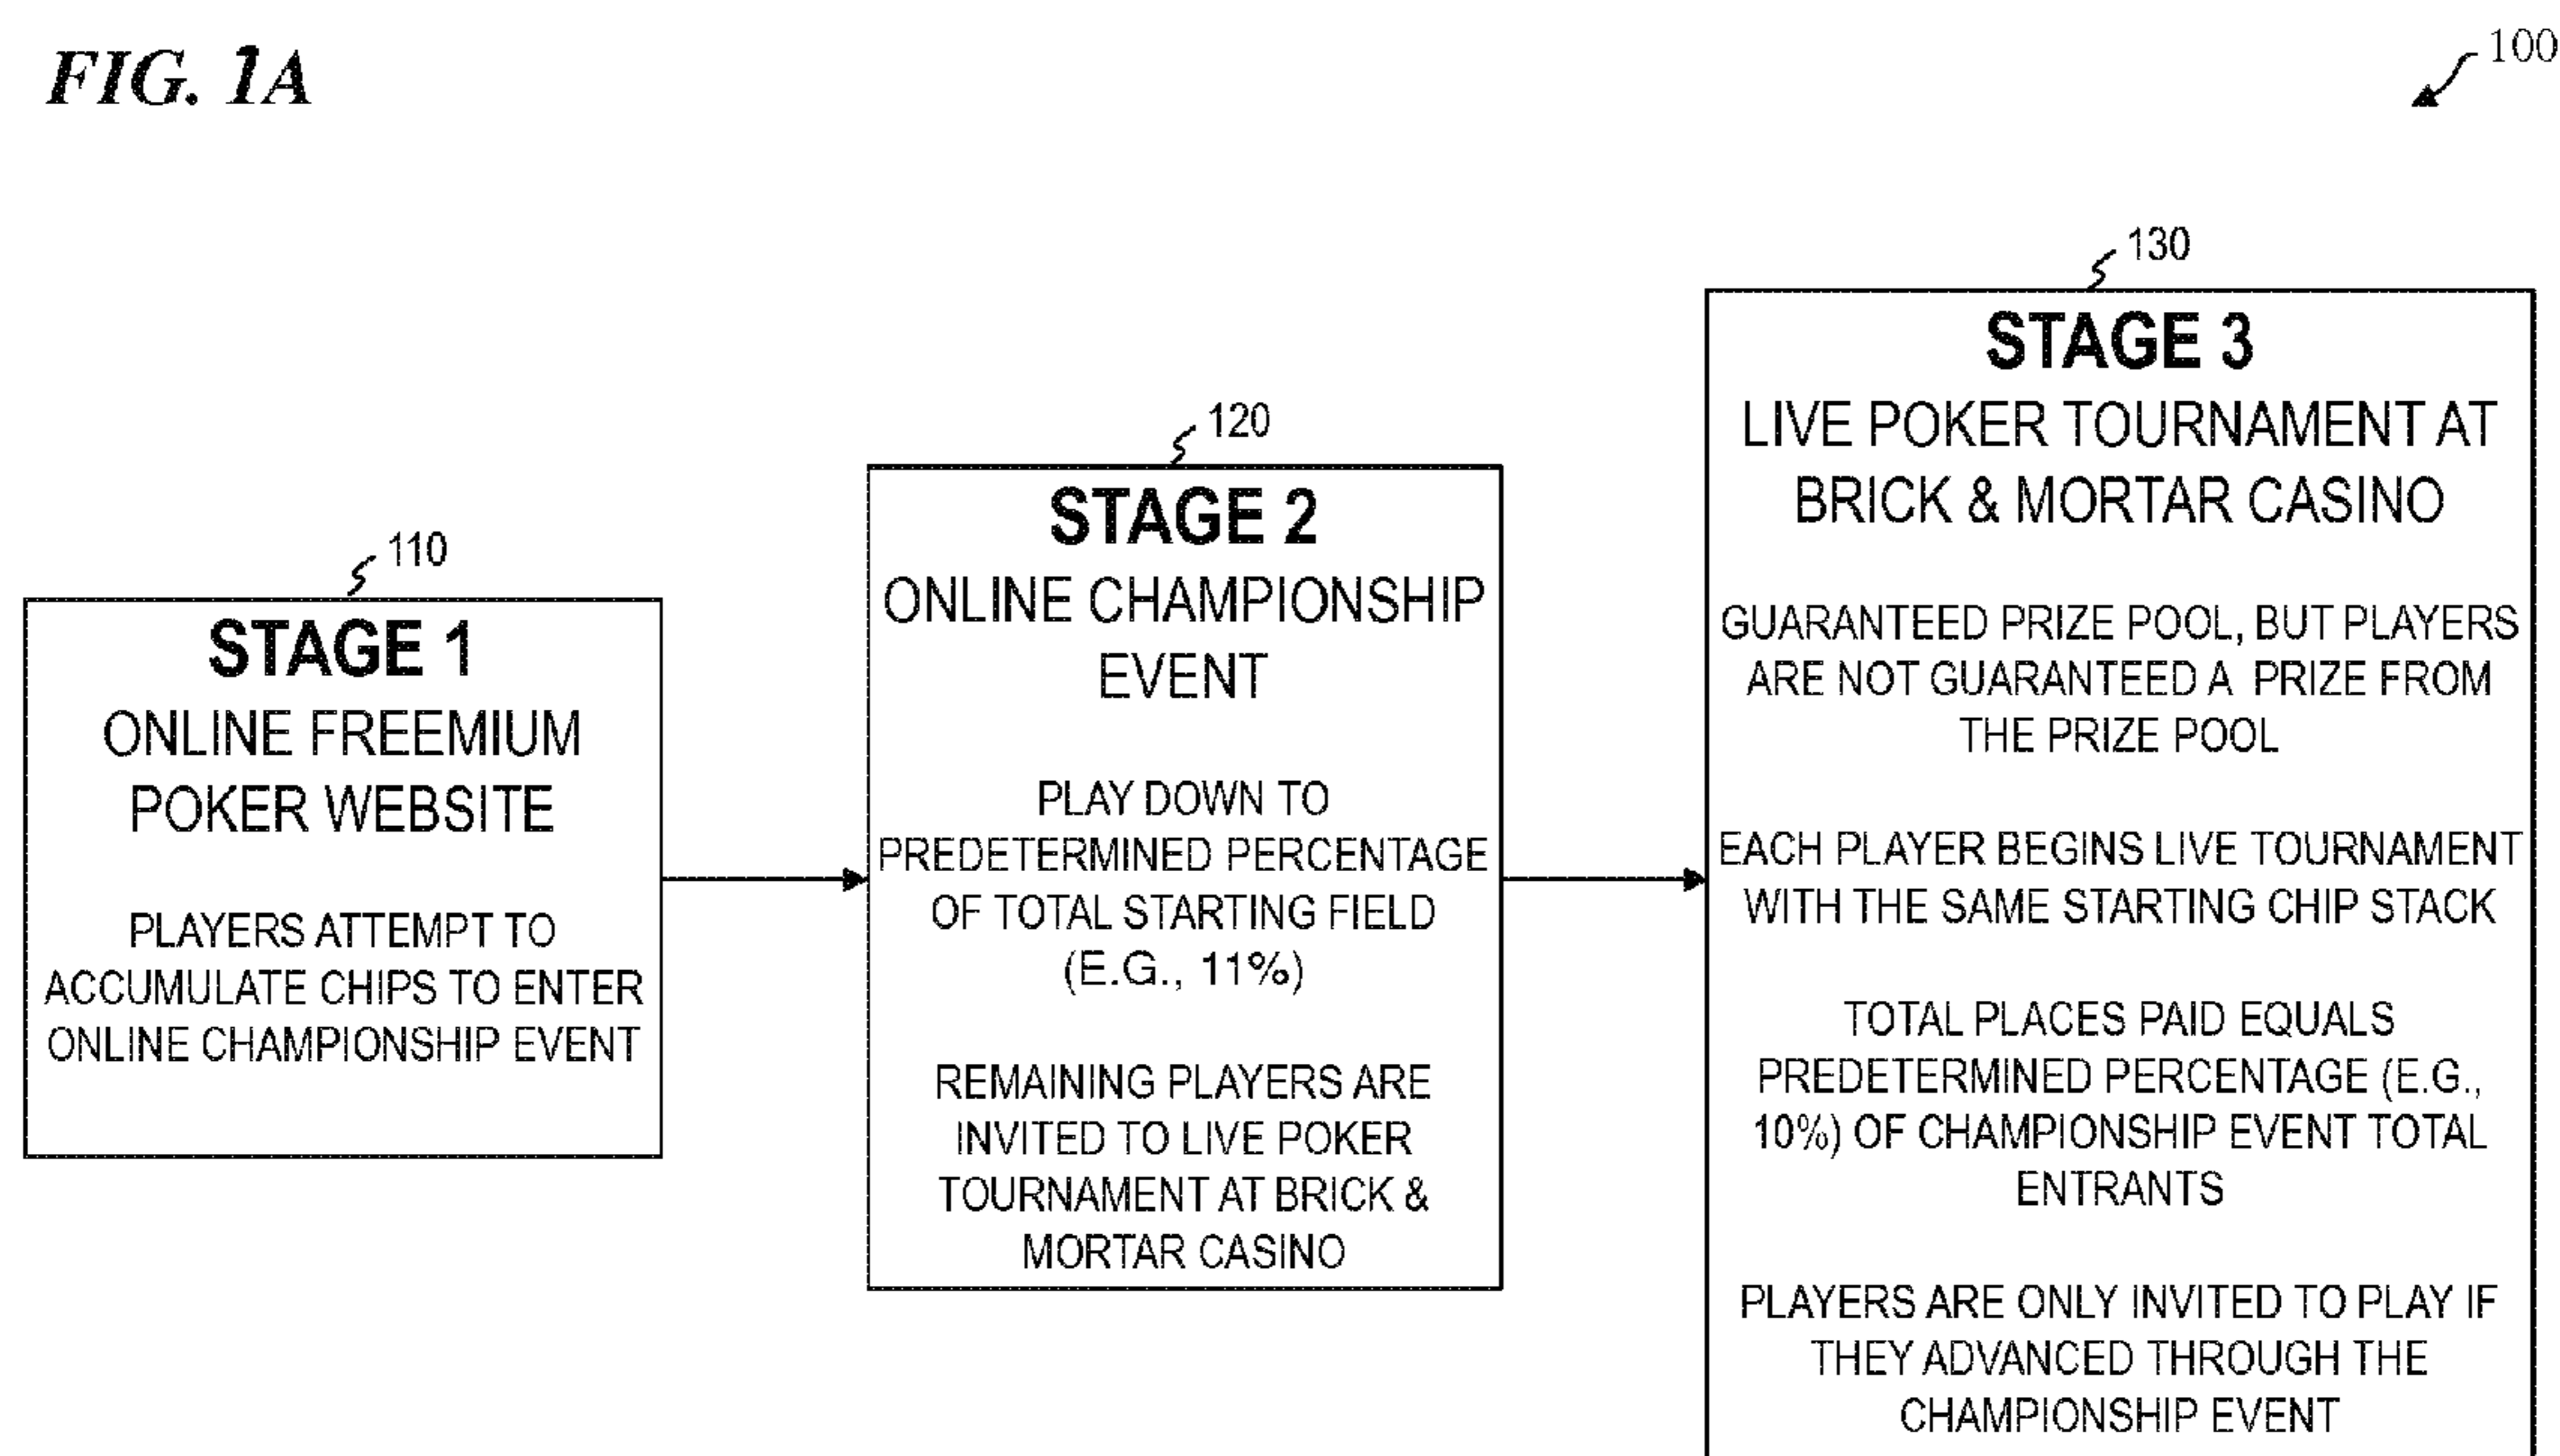 FIG. 1A
100
110
STAGE 1
ONLINE FREEMIUM
POKER WEBSITE
PLAYERS ATTEMPT TO
ACCUMULATE CHIPS TO ENTER
ONLINE CHAMPIONSHIP EVENT
120
STAGE 2
ONLINE CHAMPIONSHIP
EVENT
PLAY DOWN TO
PREDETERMINED PERCENTAGE
OF TOTAL STARTING FIELD
(E.G., 11%)
REMAINING PLAYERS ARE
INVITED TO LIVE POKER
TOURNAMENT AT BRICK &
MORTAR CASINO
130
STAGE 3
LIVE POKER TOURNAMENT AT
BRICK & MORTAR CASINO
GUARANTEED PRIZE POOL, BUT PLAYERS
ARE NOT GUARANTEED A PRIZE FROM
THE PRIZE POOL
EACH PLAYER BEGINS LIVE TOURNAMENT
WITH THE SAME STARTING CHIP STACK
TOTAL PLACES PAID EQUALS
PREDETERMINED PERCENTAGE (E.G.,
10%) OF CHAMPIONSHIP EVENT TOTAL
ENTRANTS
PLAYERS ARE ONLY INVITED TO PLAY IF
THEY ADVANCED THROUGH THE
CHAMPIONSHIP EVENT